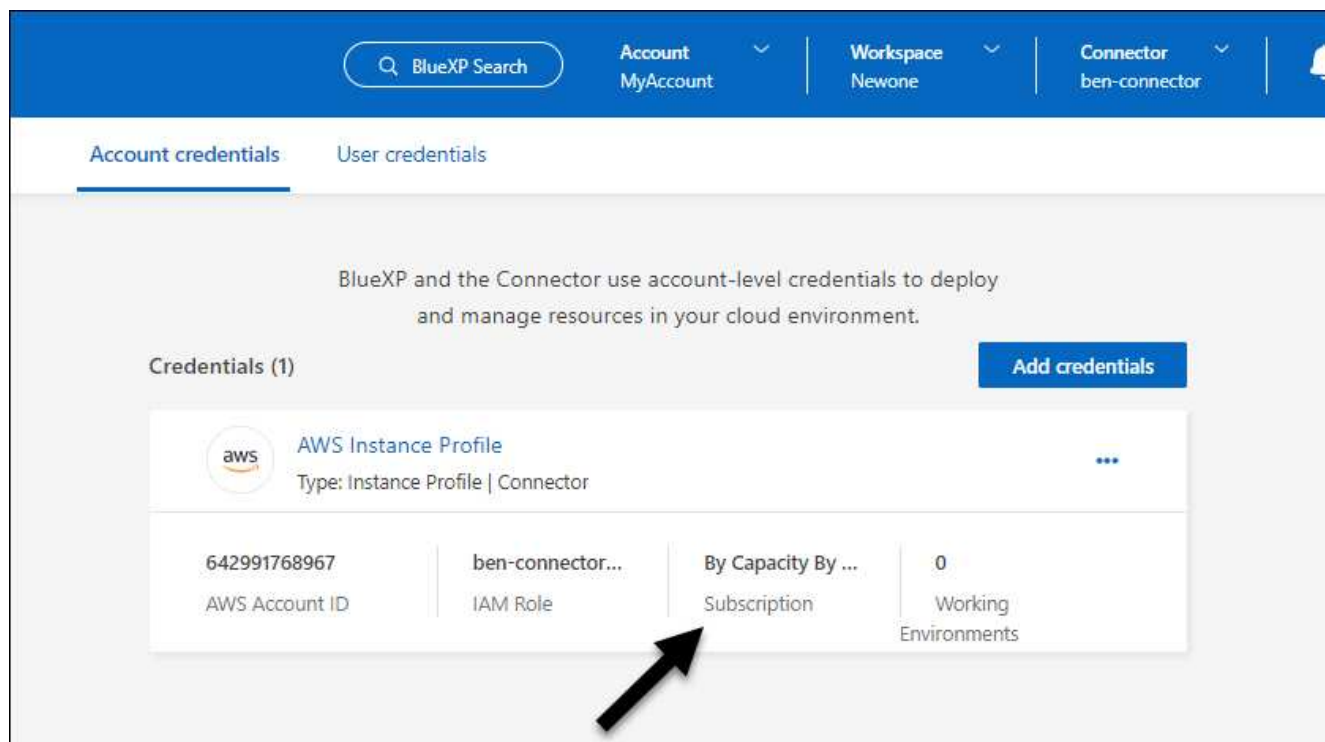 BlueXP Search
Account
MyAccount
Workspace
Newone
Connector
ben-connector
Account credentials
User credentials
BlueXP and the Connector use account-level credentials to deploy
and manage resources in your cloud environment.
Credentials (1)
Add credentials
aws
AWS Instance Profile
Type: Instance Profile | Connector
642991768967
AWS Account ID
ben-connector...
IAM Role
By Capacity By ...
Subscription
0
Working
Environments